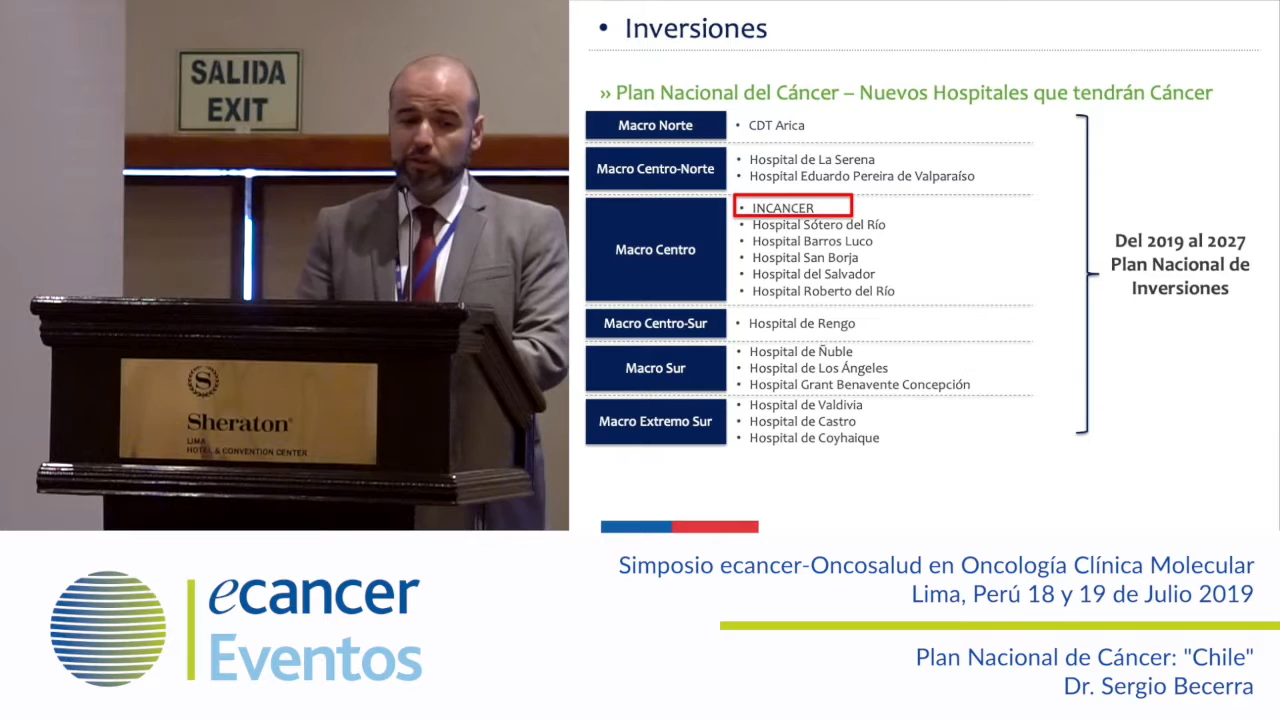 SALIDA
EXIT
S
Sheraton®
LIMA
HOTEL & CONVENTION CENTER
• Inversiones
›› Plan Nacional del Cáncer – Nuevos Hospitales que tendrán Cáncer
Macro Norte
• CDT Arica
Macro Centro-Norte
• Hospital de La Serena
• Hospital Eduardo Pereira de Valparaíso
Macro Centro
• INCANCER
• Hospital Sótero del Río
• Hospital Barros Luco
• Hospital San Borja
• Hospital del Salvador
• Hospital Roberto del Río
Macro Centro-Sur
• Hospital de Rengo
Macro Sur
• Hospital de Ñuble
• Hospital de Los Ángeles
• Hospital Grant Benavente Concepción
Macro Extremo Sur
• Hospital de Valdivia
• Hospital de Castro
• Hospital de Coyhaique
Del 2019 al 2027
Plan Nacional de
Inversiones
ecancer
Eventos
Simposio ecancer-Oncosalud en Oncología Clínica Molecular
Lima, Perú 18 y 19 de Julio 2019
Plan Nacional de Cáncer: "Chile"
Dr. Sergio Becerra